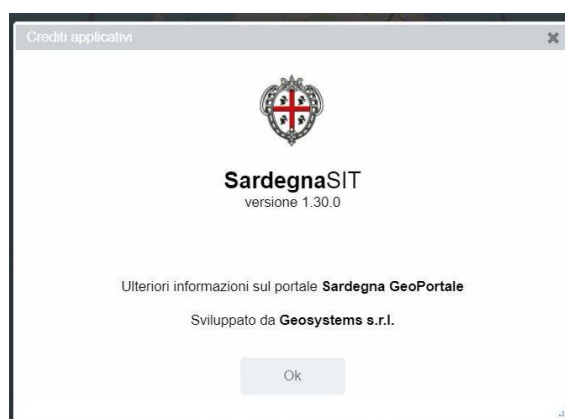 Crediti applicativi
SardegnaSIT
versione 1.30.0
Ulteriori informazioni sul portale Sardegna GeoPortale
Sviluppato da Geosystems s.r.l.
Ok